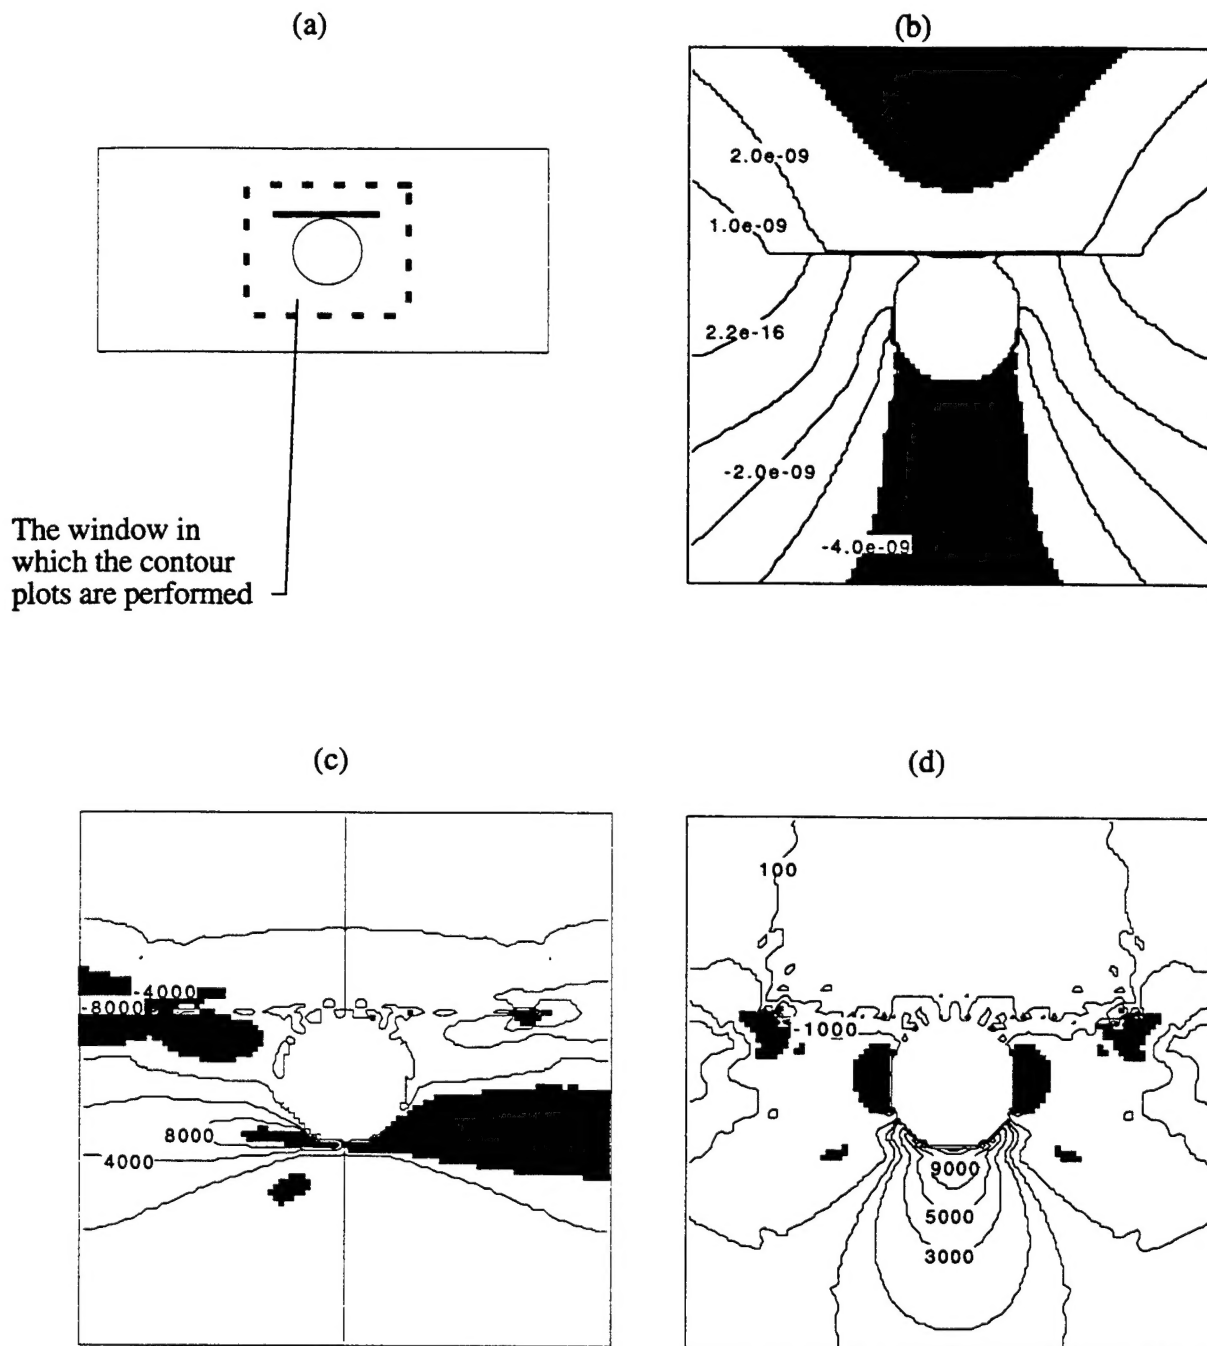 (a)
(b)
2.0e-09
1.0e-09
2.2e-16
-2.0e-09
-4.0e-09
The window in
which the contour
plots are performed
(c)
(d)
-4000
-8000
8000
4000
100
-1000
9000
5000
3000